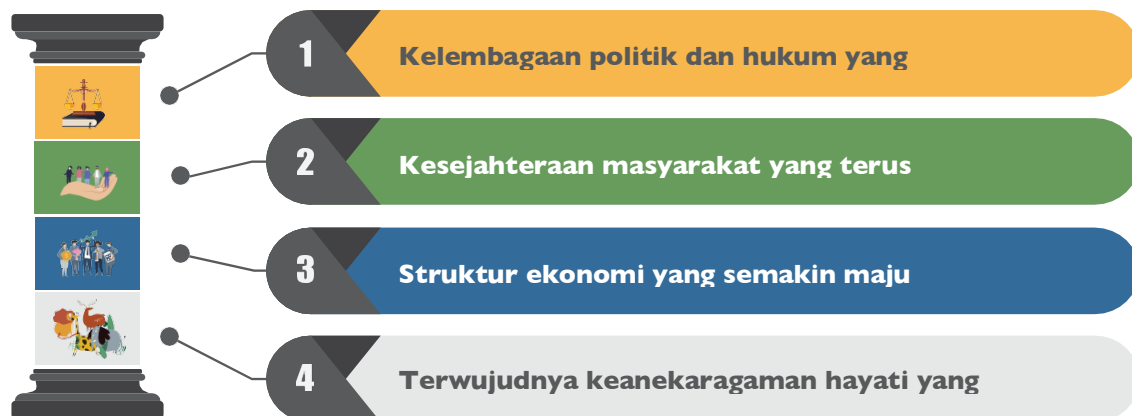 1
Kelembagaan politik dan hukum yang
2
Kesejahteraan masyarakat yang terus
3
Struktur ekonomi yang semakin maju
4
Terwujudnya keanekaragaman hayati yang